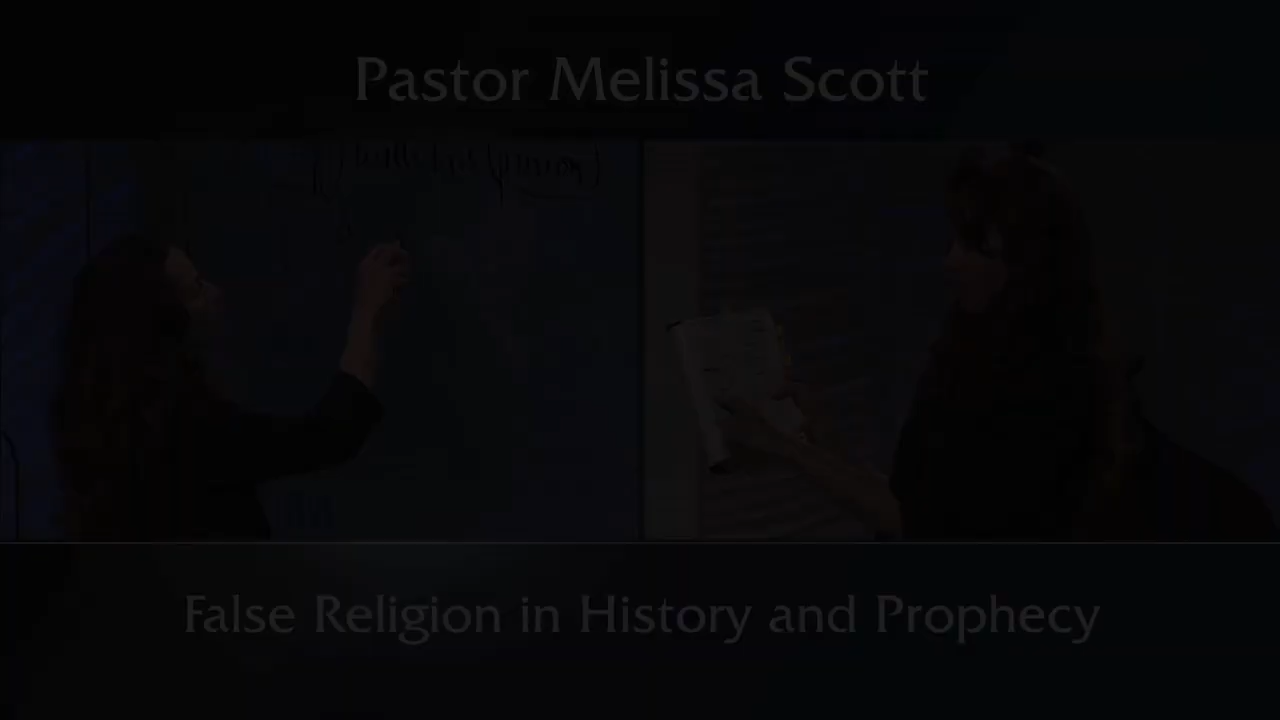 Pastor Melissa Scott
False Religion in History and Prophecy